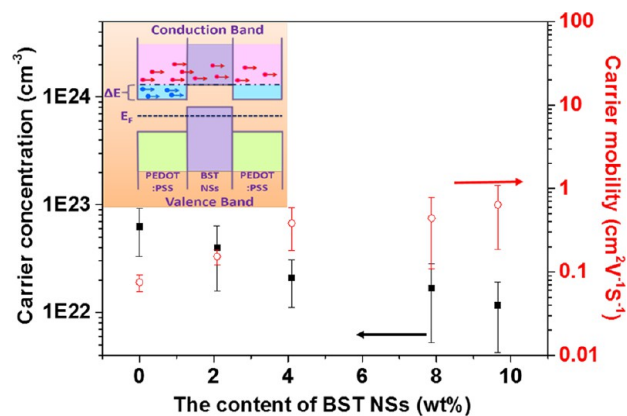 Conduction Band
ΔE
E_F
PEDOT BST PEDOT
:PSS NSs :PSS
Valence Band
Carrier concentration (cm⁻³)
1E24
1E23
1E22
Carrier mobility (cm²V⁻¹S⁻¹)
100
10
1
0.1
0.01
0 2 4 6 8 10
The content of BST NSs (wt%)